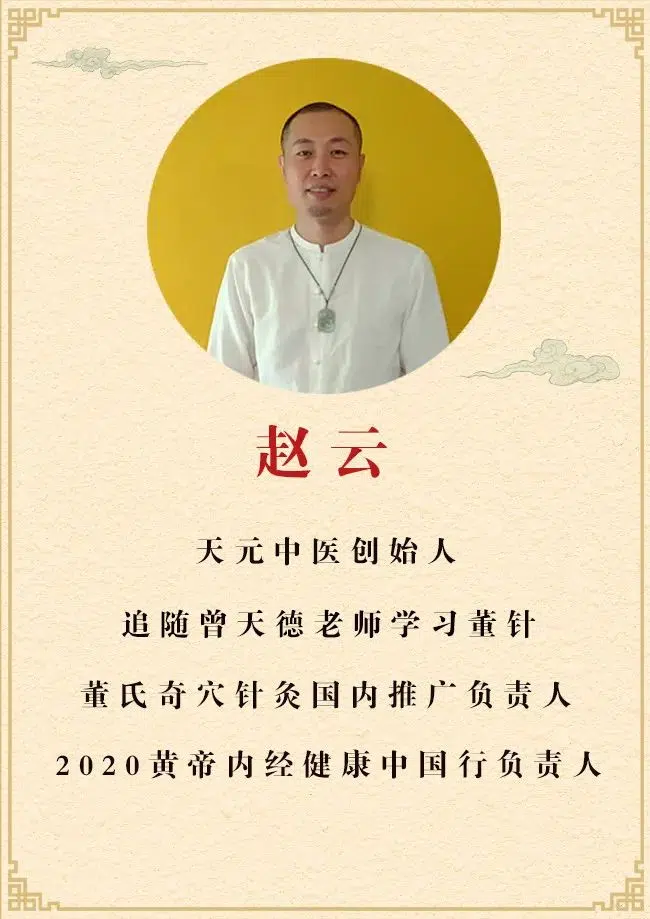 赵云
天元中医创始人
追随曾天德老师学习董针
董氏奇穴针灸国内推广负责人
2020黄帝内经健康中国行负责人